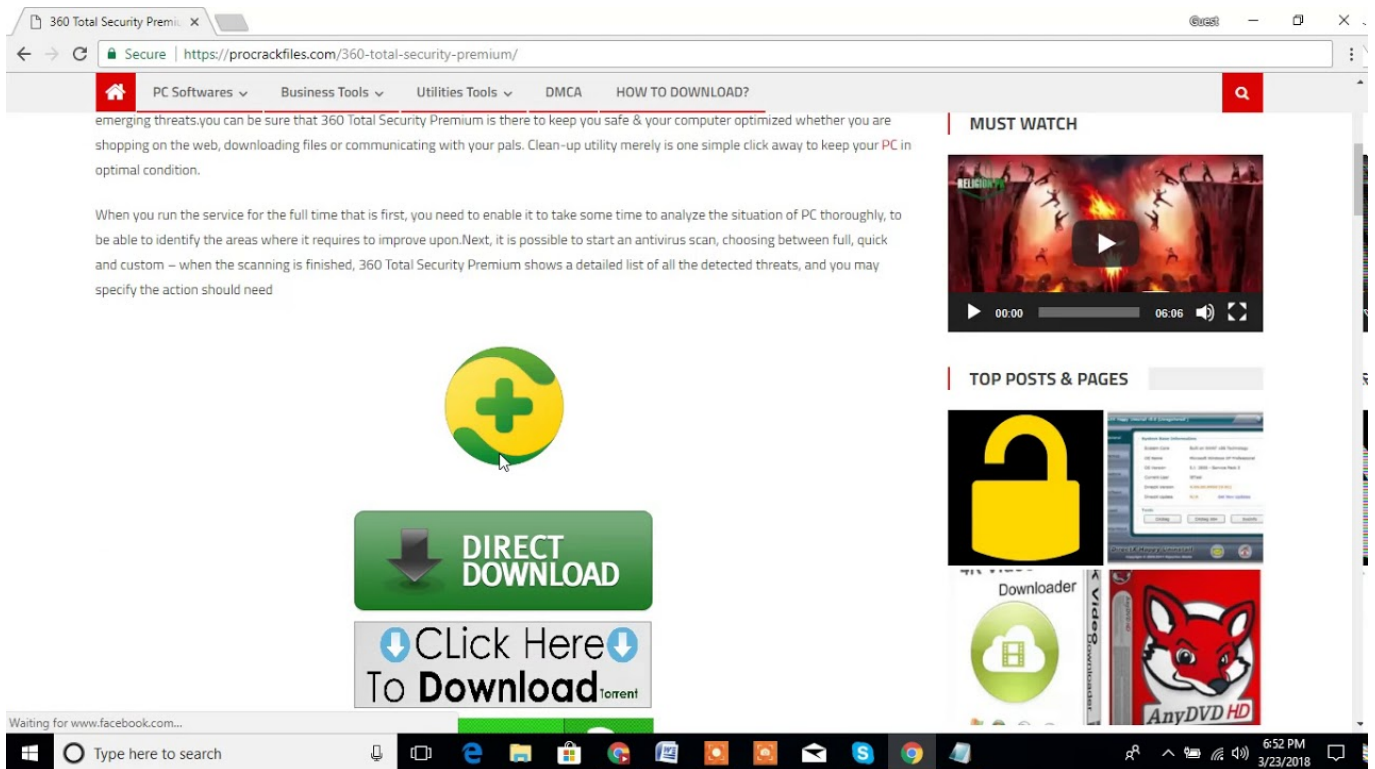 360 Total Security Premiu
Guest
Secure | https://procrackfiles.com/360-total-security-premium/
PC Softwares
Business Tools
Utilities Tools
DMCA
HOW TO DOWNLOAD?
emerging threats.you can be sure that 360 Total Security Premium is there to keep you safe & your computer optimized whether you are
shopping on the web, downloading files or communicating with your pals. Clean-up utility merely is one simple click away to keep your PC in
optimal condition.
When you run the service for the full time that is first, you need to enable it to take some time to analyze the situation of PC thoroughly, to
be able to identify the areas where it requires to improve upon.Next, it is possible to start an antivirus scan, choosing between full, quick
and custom – when the scanning is finished, 360 Total Security Premium shows a detailed list of all the detected threats, and you may
specify the action should need
DIRECT
DOWNLOAD
CLick Here
To Download Torrent
MUST WATCH
00:00
06:06
TOP POSTS & PAGES
4K Video
Downloader
4K Video Downloader
AnyDVD HD
Waiting for www.facebook.com...
Type here to search
6:52 PM
3/23/2018